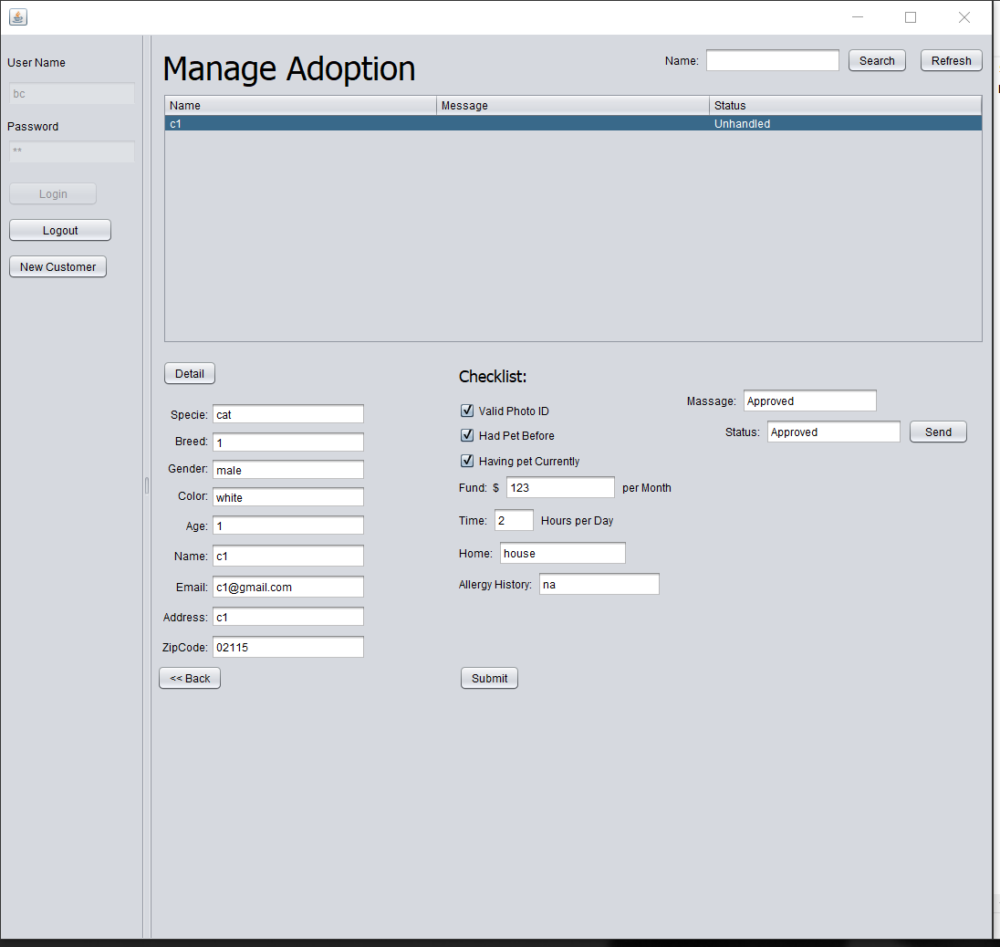 User Name
bc
Password
**
Login
Logout
New Customer
Manage Adoption
Name:
Search
Refresh
Name Message Status
c1 Unhandled
Detail
Specie: cat
Breed: 1
Gender: male
Color: white
Age: 1
Name: c1
Email: c1@gmail.com
Address: c1
ZipCode: 02115
<< Back
Checklist:
Valid Photo ID
Had Pet Before
Having pet Currently
Fund: $ 123 per Month
Time: 2 Hours per Day
Home: house
Allergy History: na
Submit
Massage: Approved
Status: Approved
Send